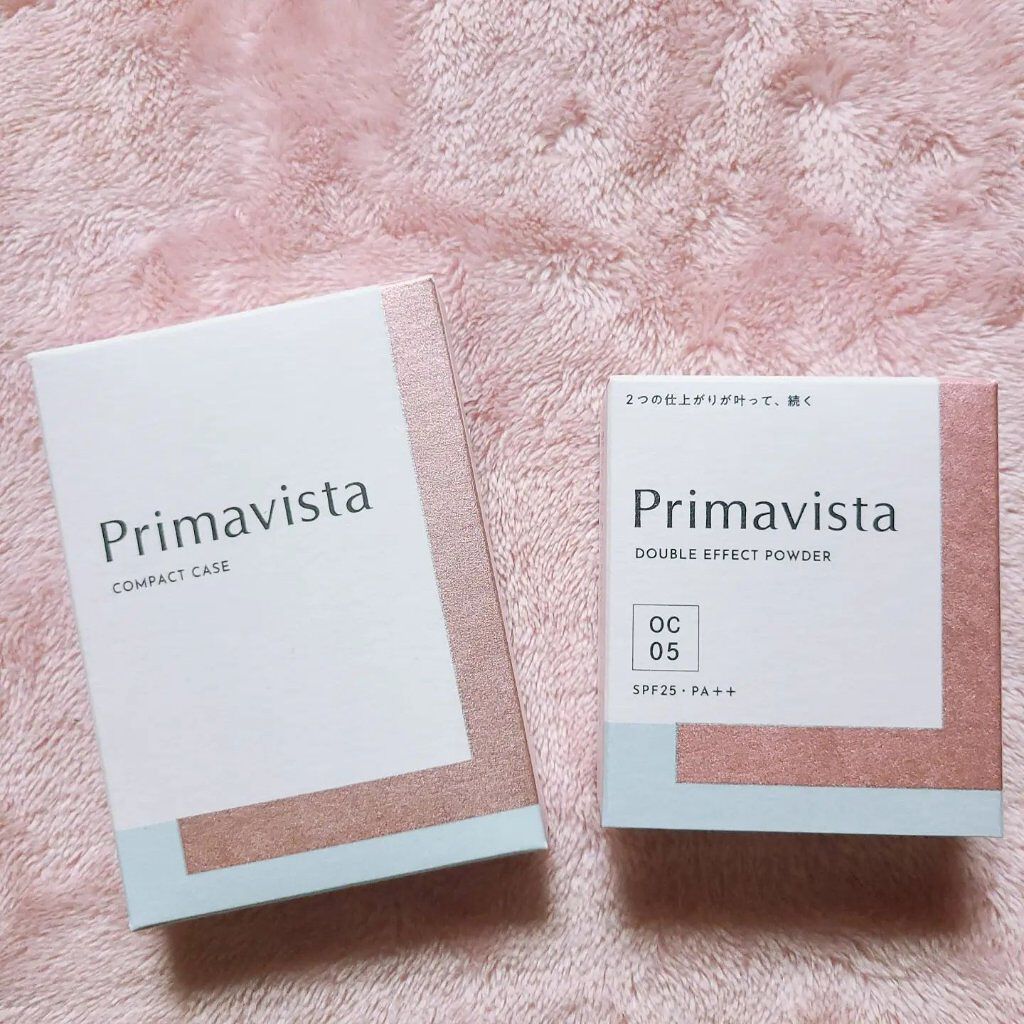 Primavista
COMPACT CASE
2つの仕上がりが叶って、続く
Primavista
DOUBLE EFFECT POWDER
OC
05
SPF25・PA++